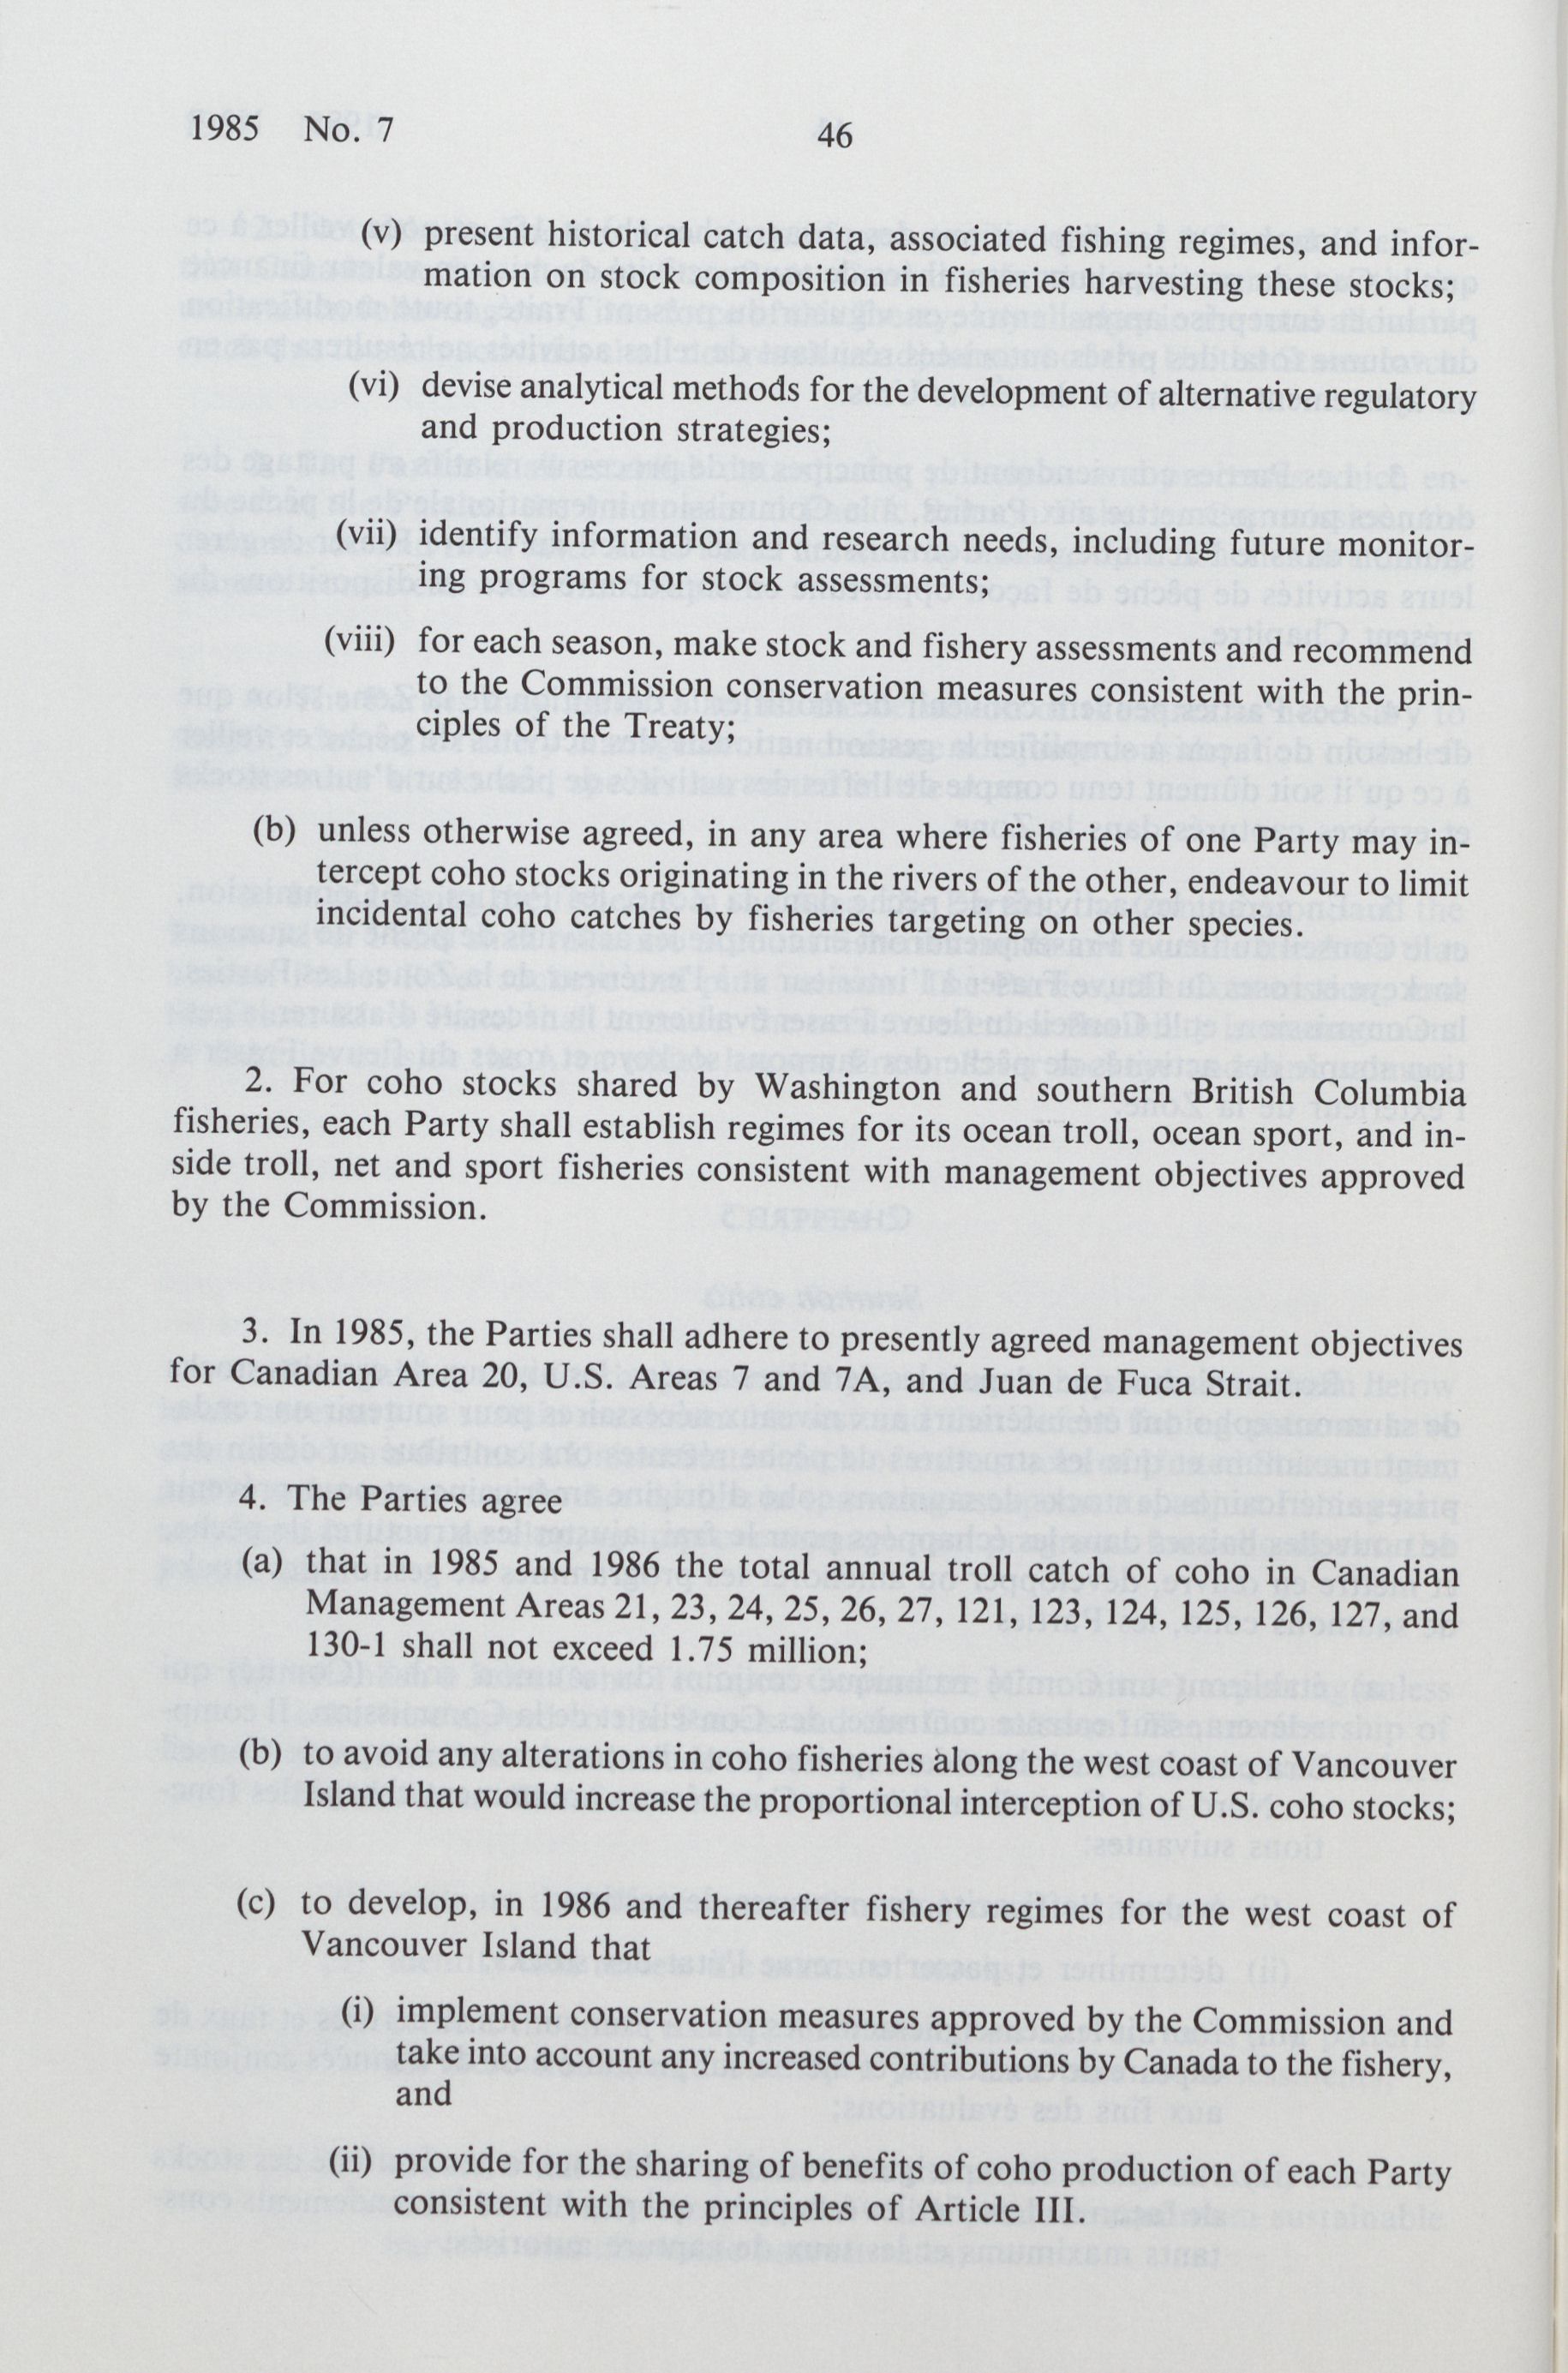 1985 No. 7
46
(v) present historical catch data, associated fishing regimes, and infor-
mation on stock composition in fisheries harvesting these stocks;
(vi) devise analytical methods for the development of alternative regulatory
and production strategies;
(vii) identify information and research needs, including future monitor-
ing programs for stock assessments;
(viii) for each season, make stock and fishery assessments and recommend
to the Commission conservation measures consistent with the prin-
ciples of the Treaty;
(b) unless otherwise agreed, in any area where fisheries of one Party may in-
tercept coho stocks originating in the rivers of the other, endeavour to limit
incidental coho catches by fisheries targeting on other species.
2. For coho stocks shared by Washington and southern British Columbia
fisheries, each Party shall establish regimes for its ocean troll, ocean sport, and in-
side troll, net and sport fisheries consistent with management objectives approved
by the Commission.
3. In 1985, the Parties shall adhere to presently agreed management objectives
for Canadian Area 20, U.S. Areas 7 and 7A, and Juan de Fuca Strait.
4. The Parties agree
(a) that in 1985 and 1986 the total annual troll catch of coho in Canadian
Management Areas 21, 23, 24, 25, 26, 27, 121, 123, 124, 125, 126, 127, and
130-1 shall not exceed 1.75 million;
(b) to avoid any alterations in coho fisheries along the west coast of Vancouver
Island that would increase the proportional interception of U.S. coho stocks;
(c) to develop, in 1986 and thereafter fishery regimes for the west coast of
Vancouver Island that
(i) implement conservation measures approved by the Commission and
take into account any increased contributions by Canada to the fishery,
and
(ii) provide for the sharing of benefits of coho production of each Party
consistent with the principles of Article III.